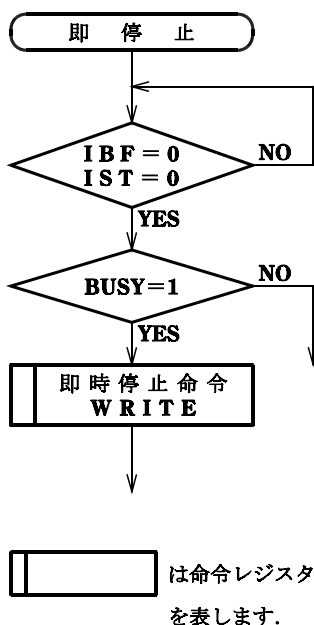 即 停 止
IBF=0
IST=0
NO
YES
BUSY=1
NO
YES
即時停止命令
WRITE
は命令レジスタ
を表します.